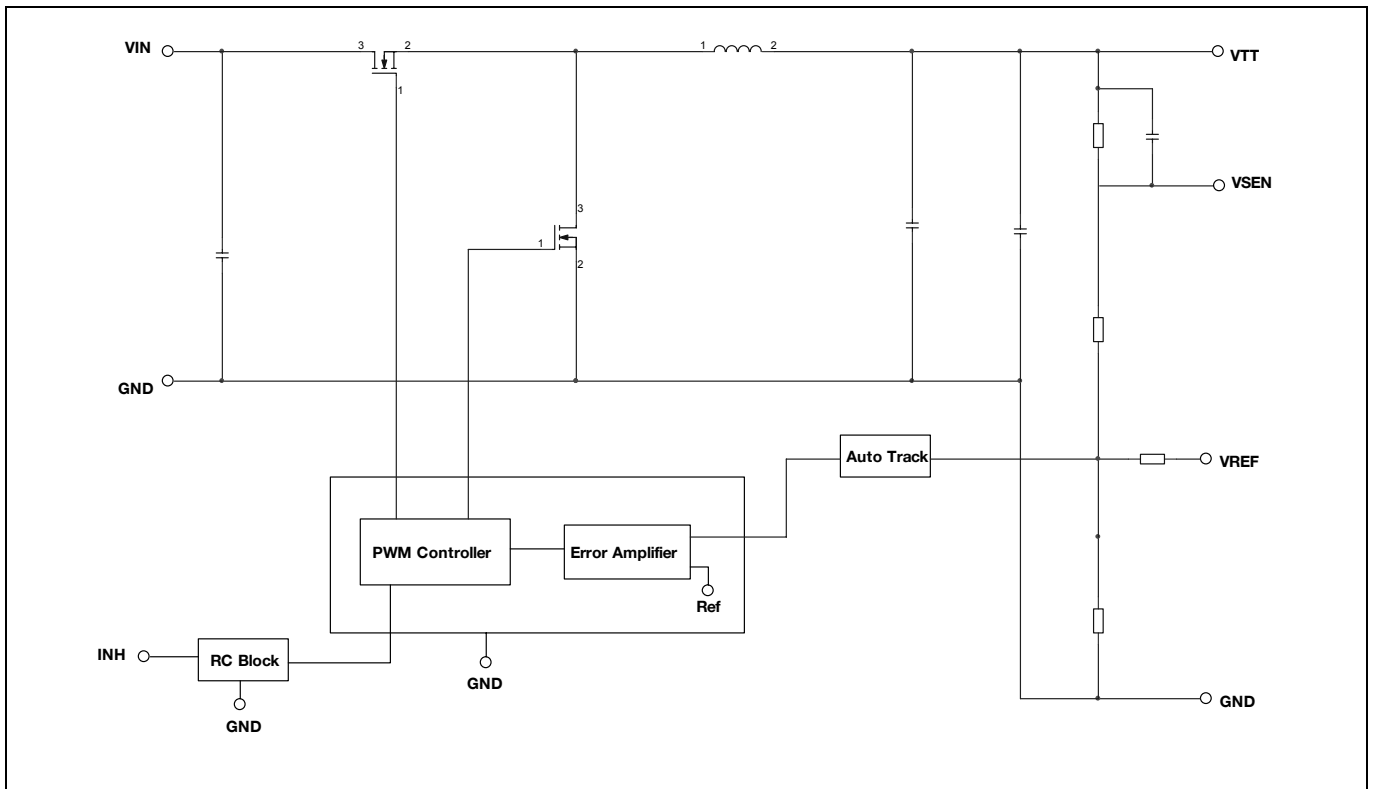 VIN
3
2
1
1
2
VTT
VSEN
3
1
2
GND
Auto Track
VREF
PWM Controller
Error Amplifier
Ref
INH
RC Block
GND
GND
GND